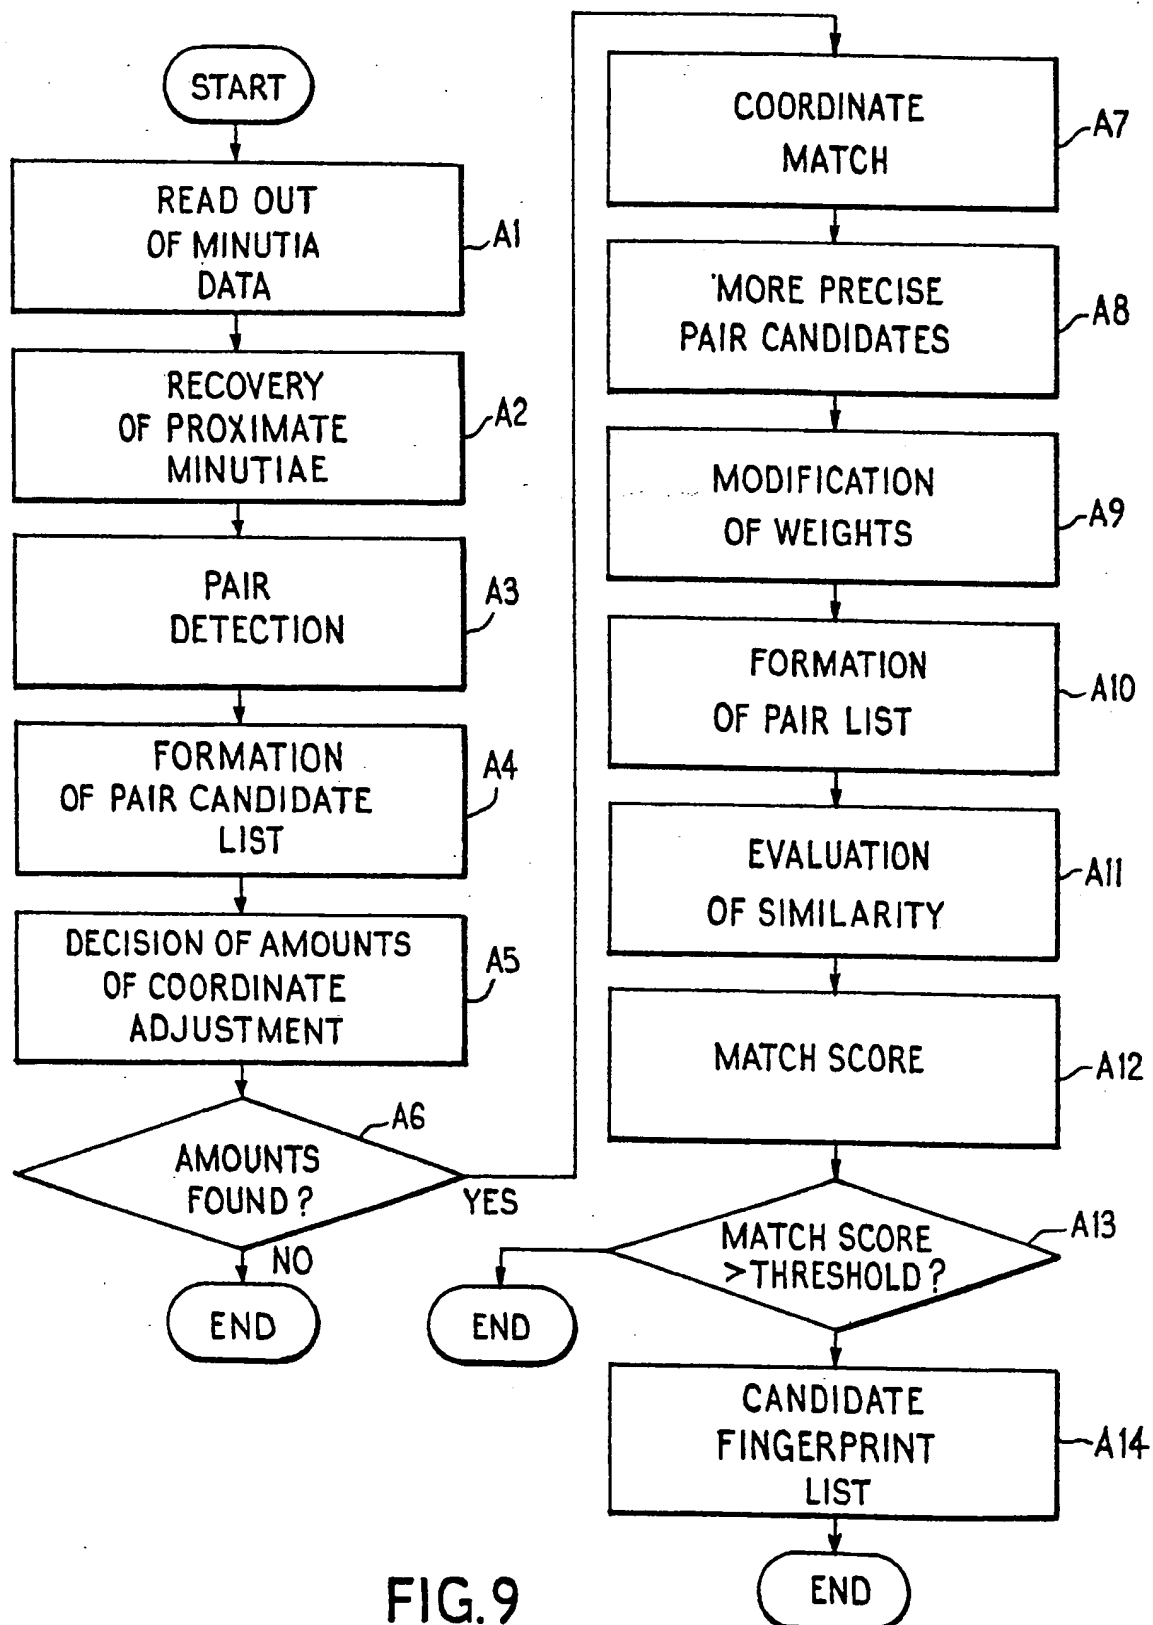 START
READ OUT
OF MINUTIA
DATA
A1
RECOVERY
OF PROXIMATE
MINUTIAE
A2
PAIR
DETECTION
A3
FORMATION
OF PAIR CANDIDATE
LIST
A4
DECISION OF AMOUNTS
OF COORDINATE
ADJUSTMENT
A5
A6
AMOUNTS
FOUND?
YES
NO
END
COORDINATE
MATCH
A7
MORE PRECISE
PAIR CANDIDATES
A8
MODIFICATION
OF WEIGHTS
A9
FORMATION
OF PAIR LIST
A10
EVALUATION
OF SIMILARITY
A11
MATCH SCORE
A12
A13
MATCH SCORE
>THRESHOLD?
END
CANDIDATE
FINGERPRINT
LIST
A14
END
FIG.9